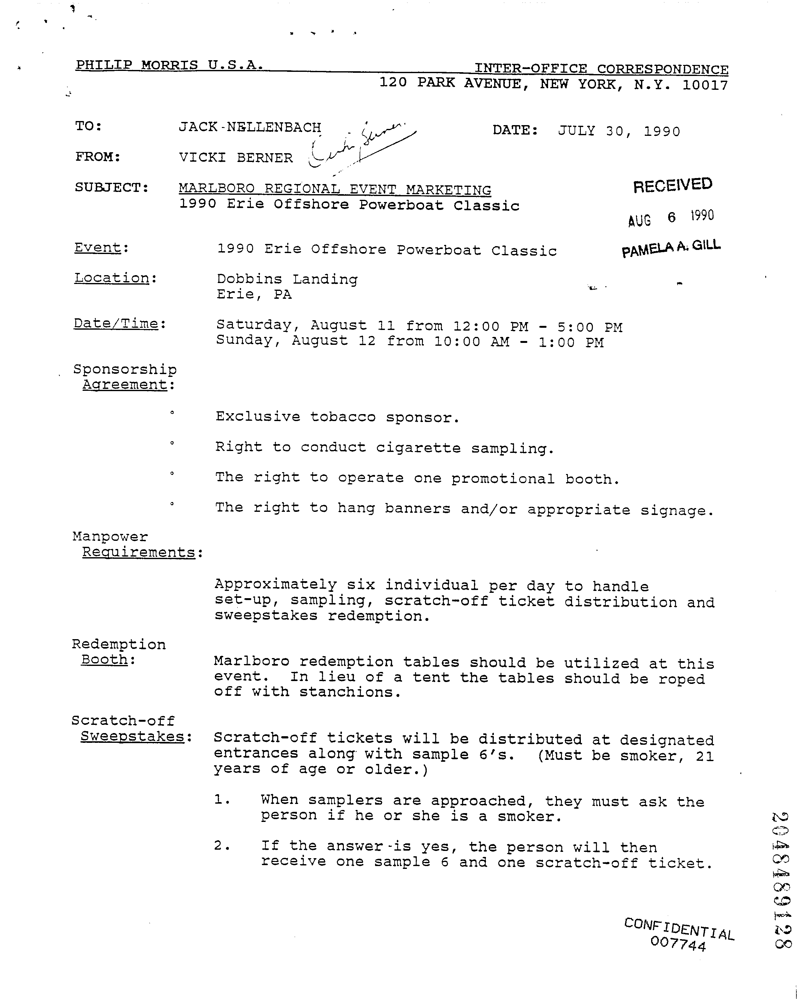 PHILIP MORRIS U.S.A. INTER-OFFICE CORRESPONDENCE
120 PARK AVENUE, NEW YORK, N.Y. 10017
TO: JACK NELLENBACH DATE: JULY 30, 1990
FROM: VICKI BERNER
SUBJECT: MARLBORO REGIONAL EVENT MARKETING
1990 Erie Offshore Powerboat Classic
RECEIVED
AUG 6 1990
PAMELA A. GILL
Event: 1990 Erie Offshore Powerboat Classic
Location: Dobbins Landing
Erie, PA
Date/Time: Saturday, August 11 from 12:00 PM - 5:00 PM
Sunday, August 12 from 10:00 AM - 1:00 PM
Sponsorship
Agreement:
° Exclusive tobacco sponsor.
° Right to conduct cigarette sampling.
° The right to operate one promotional booth.
° The right to hang banners and/or appropriate signage.
Manpower
Requirements:
Approximately six individual per day to handle
set-up, sampling, scratch-off ticket distribution and
sweepstakes redemption.
Redemption
Booth: Marlboro redemption tables should be utilized at this
event. In lieu of a tent the tables should be roped
off with stanchions.
Scratch-off
Sweepstakes: Scratch-off tickets will be distributed at designated
entrances along with sample 6's. (Must be smoker, 21
years of age or older.)
1. When samplers are approached, they must ask the
person if he or she is a smoker.
2. If the answer is yes, the person will then
receive one sample 6 and one scratch-off ticket.
CONFIDENTIAL
007744
2048489128